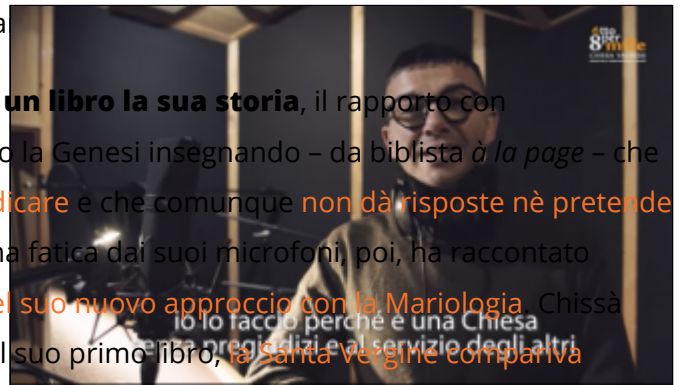 a
otto
per
8 mille
CHIESA VALDESE
un libro la sua storia, il rapporto con
o la Genesi insegnando – da biblista à la page – che
dicare e che comunque non dà risposte nè pretende
na fatica dai suoi microfoni, poi, ha raccontato
el suo nuovo approccio con la Mariologia. Chissà
io lo faccio perché è una Chiesa
l suo primo libro, la Santa Vergine compariva
senza pregiudizi e al servizio degli altri